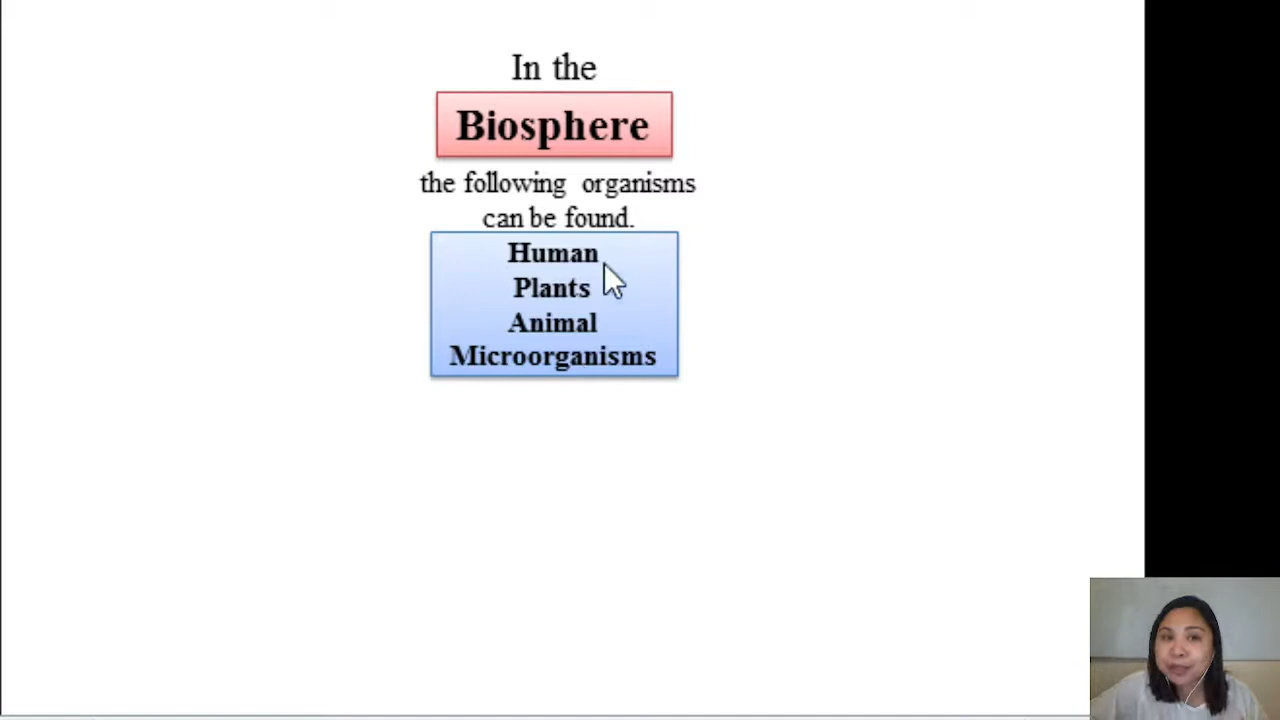 In the
Biosphere
the following organisms
can be found.
Human
Plants
Animal
Microorganisms